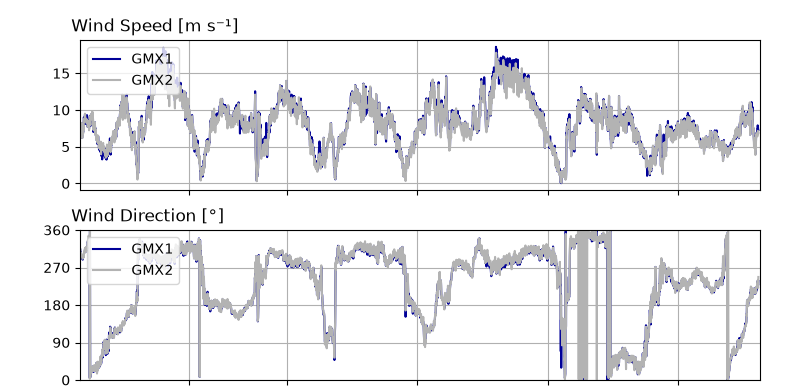 Wind Speed [m s⁻¹]
GMX1
GMX2
15
10
5
0
Wind Direction [°]
360
GMX1
GMX2
270
180
90
0